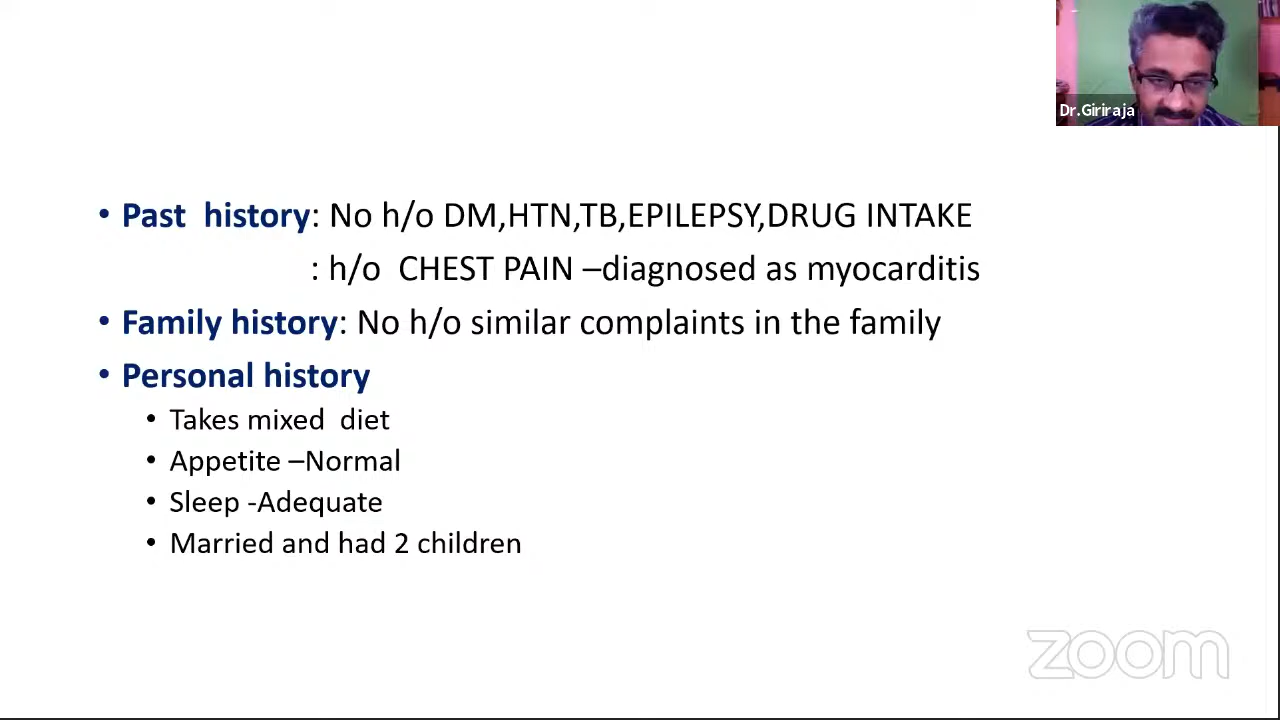 Dr.Giriraja
• Past history: No h/o DM,HTN,TB,EPILEPSY,DRUG INTAKE
: h/o CHEST PAIN –diagnosed as myocarditis
• Family history: No h/o similar complaints in the family
• Personal history
• Takes mixed diet
• Appetite –Normal
• Sleep -Adequate
• Married and had 2 children
zoom